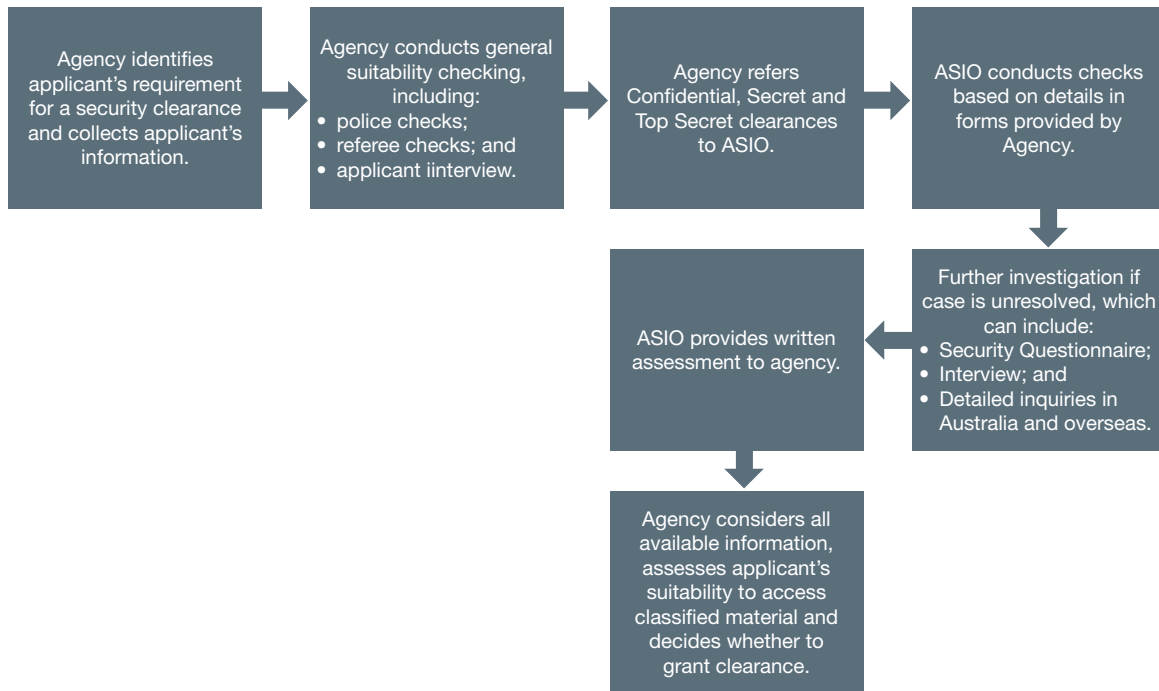 Agency identifies
applicant’s requirement
for a security clearance
and collects applicant’s
information.
Agency conducts general
suitability checking,
including:
• police checks;
• referee checks; and
• applicant iinterview.
Agency refers
Confidential, Secret and
Top Secret clearances
to ASIO.
ASIO conducts checks
based on details in
forms provided by
Agency.
Further investigation if
case is unresolved, which
can include:
• Security Questionnaire;
• Interview; and
• Detailed inquiries in
Australia and overseas.
ASIO provides written
assessment to agency.
Agency considers all
available information,
assesses applicant’s
suitability to access
classified material and
decides whether to
grant clearance.